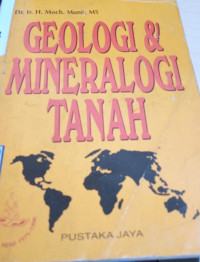 Dr. Ir. H. Moch. Munir, MS
GEOLOGI &
MINERALOGI
TANAH
PUSTAKA JAYA